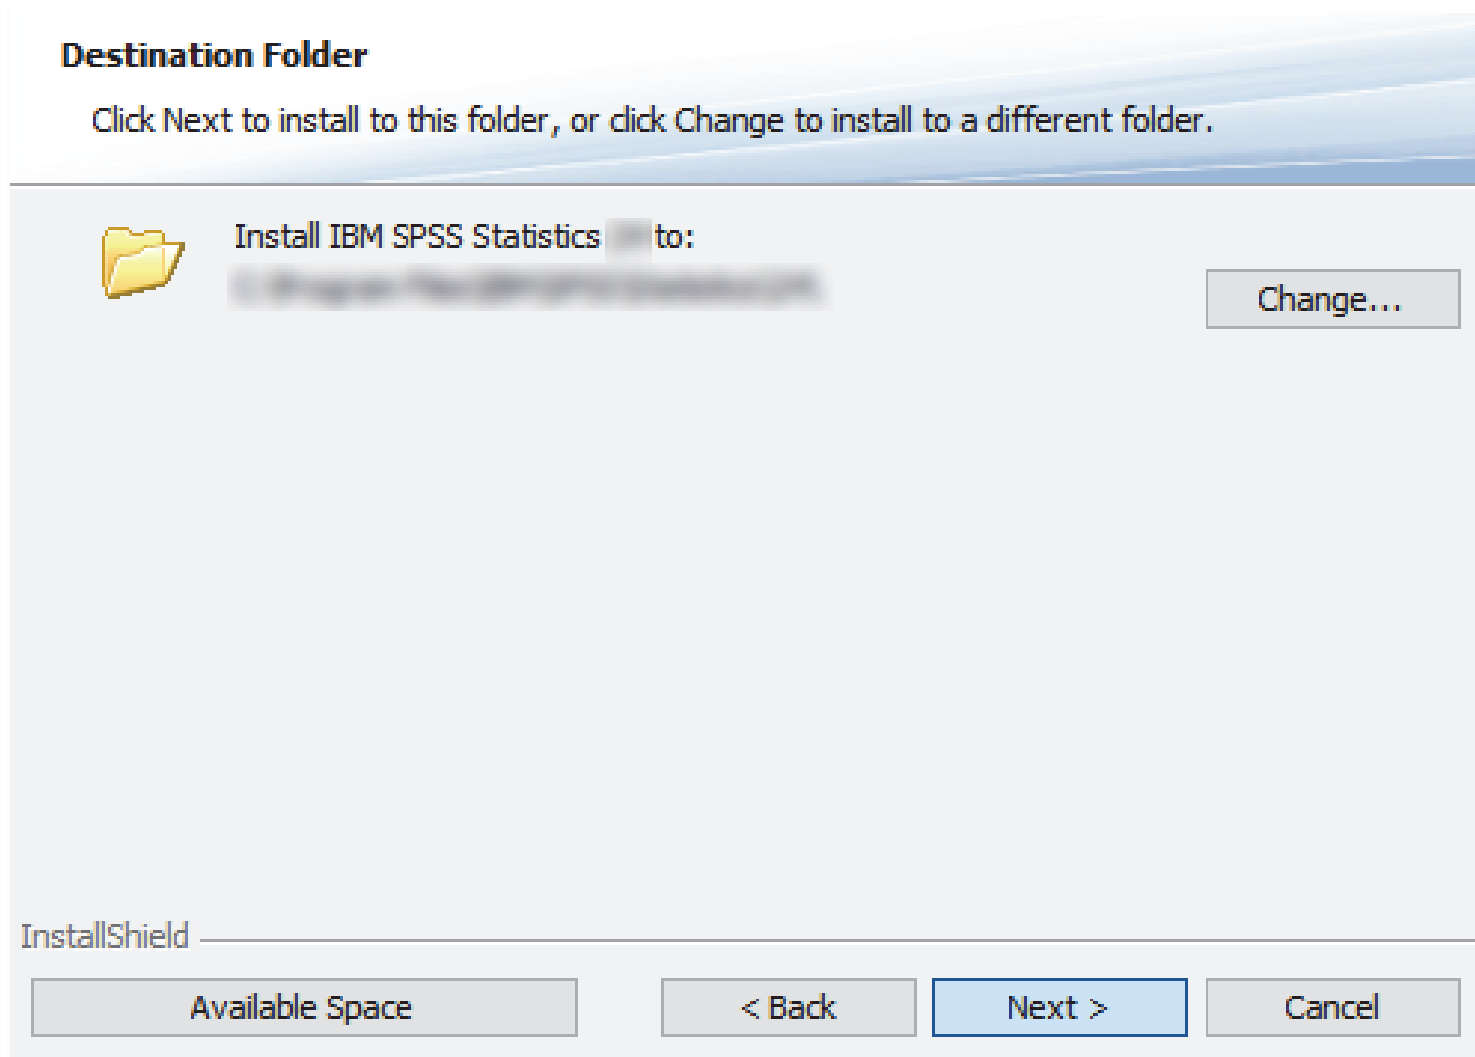 Destination Folder
Click Next to install to this folder, or click Change to install to a different folder.
Install IBM SPSS Statistics to:
Change...
InstallShield
Available Space
< Back
Next >
Cancel